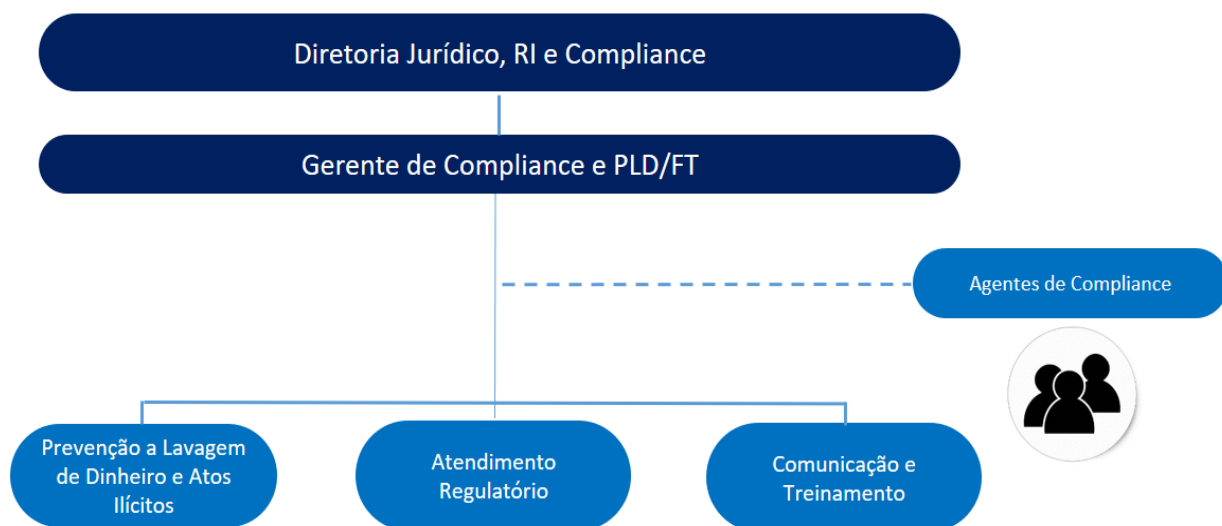 Diretoria Jurídico, RI e Compliance
Gerente de Compliance e PLD/FT
Agentes de Compliance
Prevenção a Lavagem
de Dinheiro e Atos
Ilícitos
Atendimento
Regulatório
Comunicação e
Treinamento